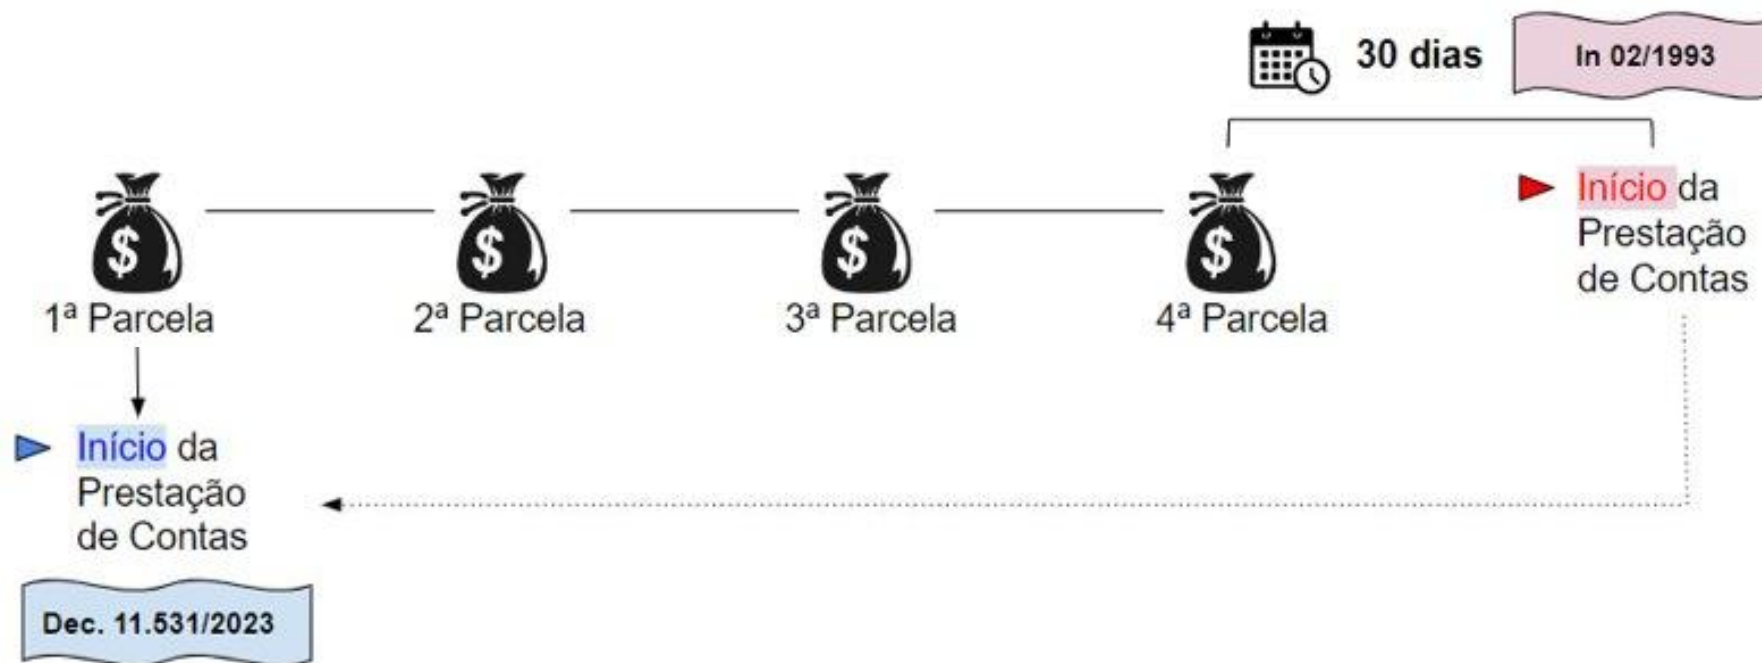 30 dias
In 02/1993
$
$
$
$
1ª Parcela
2ª Parcela
3ª Parcela
4ª Parcela
Início da
Prestação
de Contas
Início da
Prestação
de Contas
Dec. 11.531/2023